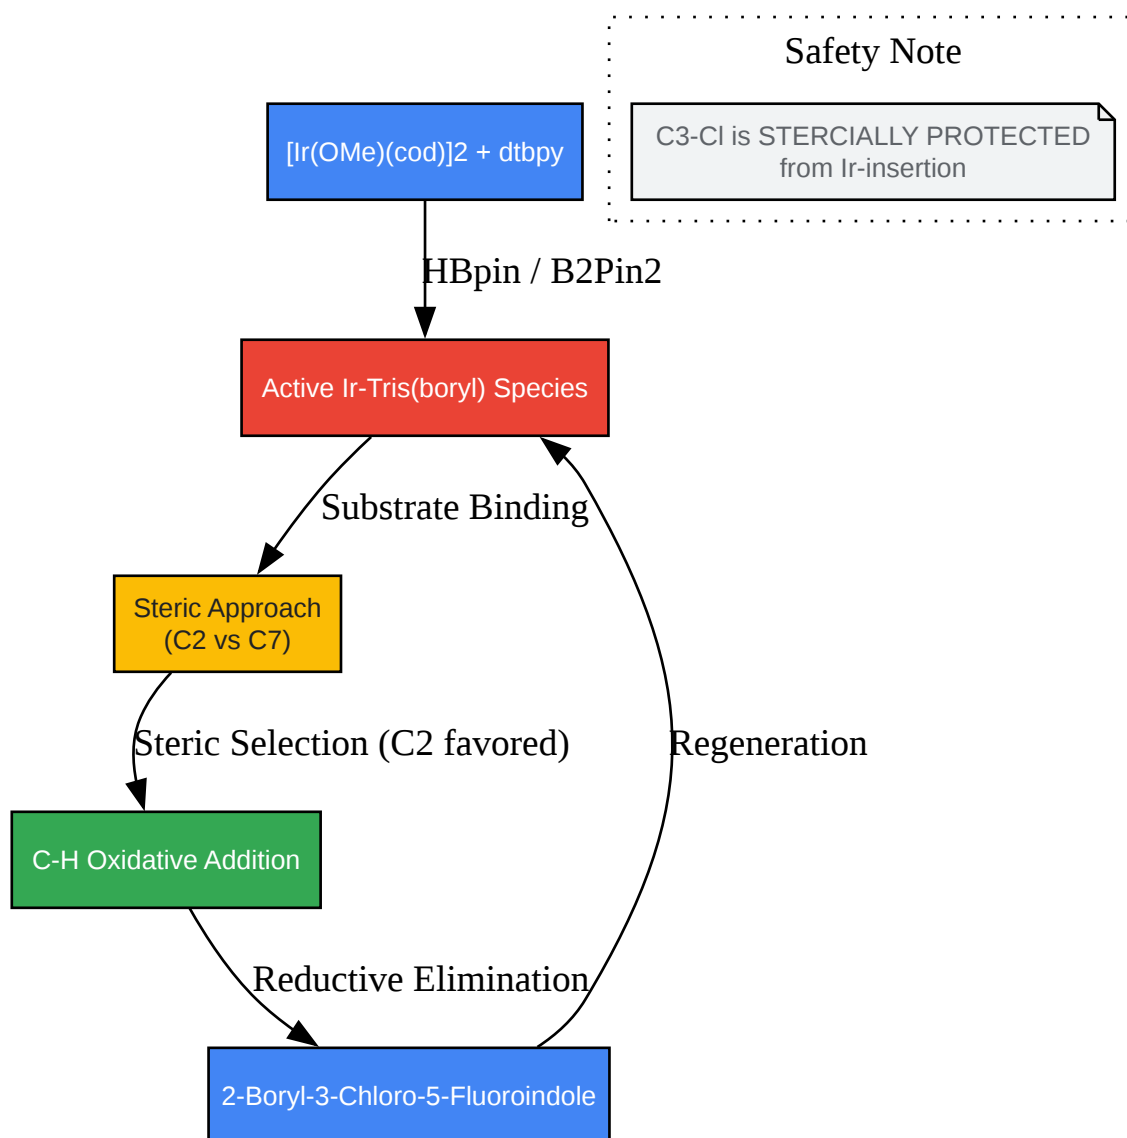 Safety Note
[Ir(OMe)(cod)]2 + dtbpy
C3-Cl is STERCIALLY PROTECTED
from Ir-insertion
HBpin / B2Pin2
Active Ir-Tris(boryl) Species
Substrate Binding
Steric Approach
(C2 vs C7)
Steric Selection (C2 favored)
Regeneration
C-H Oxidative Addition
Reductive Elimination
2-Boryl-3-Chloro-5-Fluoroindole